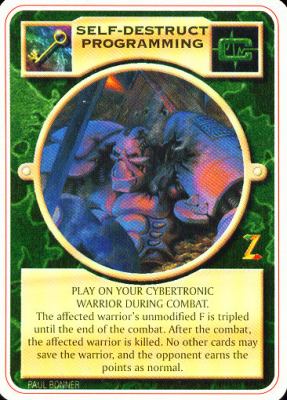 SELF-DESTRUCT
PROGRAMMING
Z
PLAY ON YOUR CYBERTRONIC
WARRIOR DURING COMBAT.
The affected warrior's unmodified F is tripled
until the end of the combat. After the combat,
the affected warrior is killed. No other cards may
save the warrior, and the opponent earns the
points as normal.
PAUL BONNER